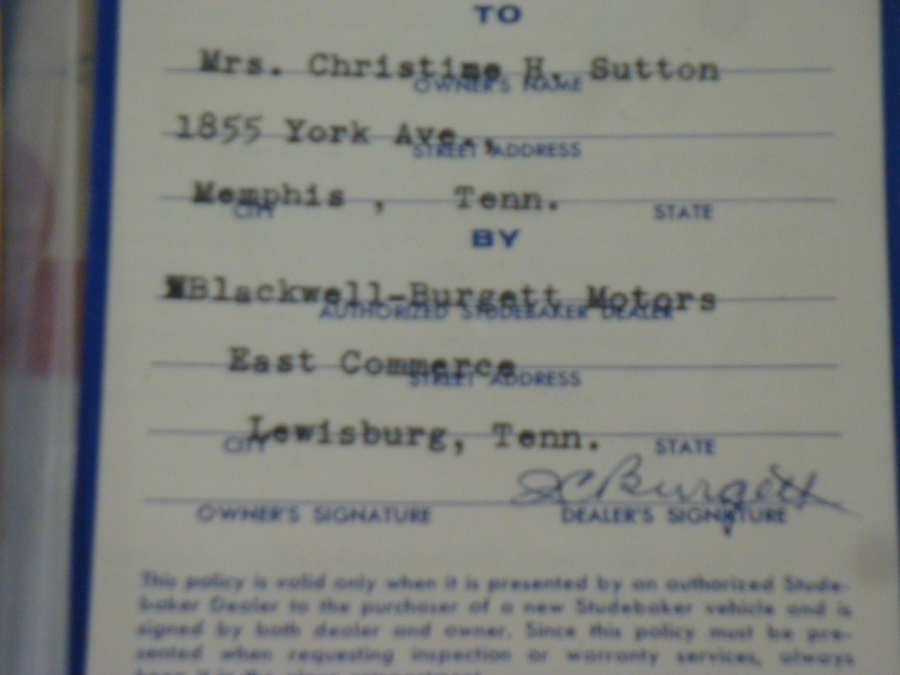 TO
Mrs. Christine H. Sutton
OWNER'S NAME
1855 York Ave.,
STREET ADDRESS
Memphis , Tenn.
CITY STATE
BY
Blackwell-Burgett Motors
AUTHORIZED STUDEBAKER DEALER
East Commerce
STREET ADDRESS
Lewisburg, Tenn.
CITY STATE
Burgett
OWNER'S SIGNATURE DEALER'S SIGNATURE
This policy is valid only when it is presented by an authorized Stude-
baker Dealer to the purchaser of a new Studebaker vehicle and is
signed by both dealer and owner. Since this policy must be pre-
sented when requesting inspection or warranty services, always